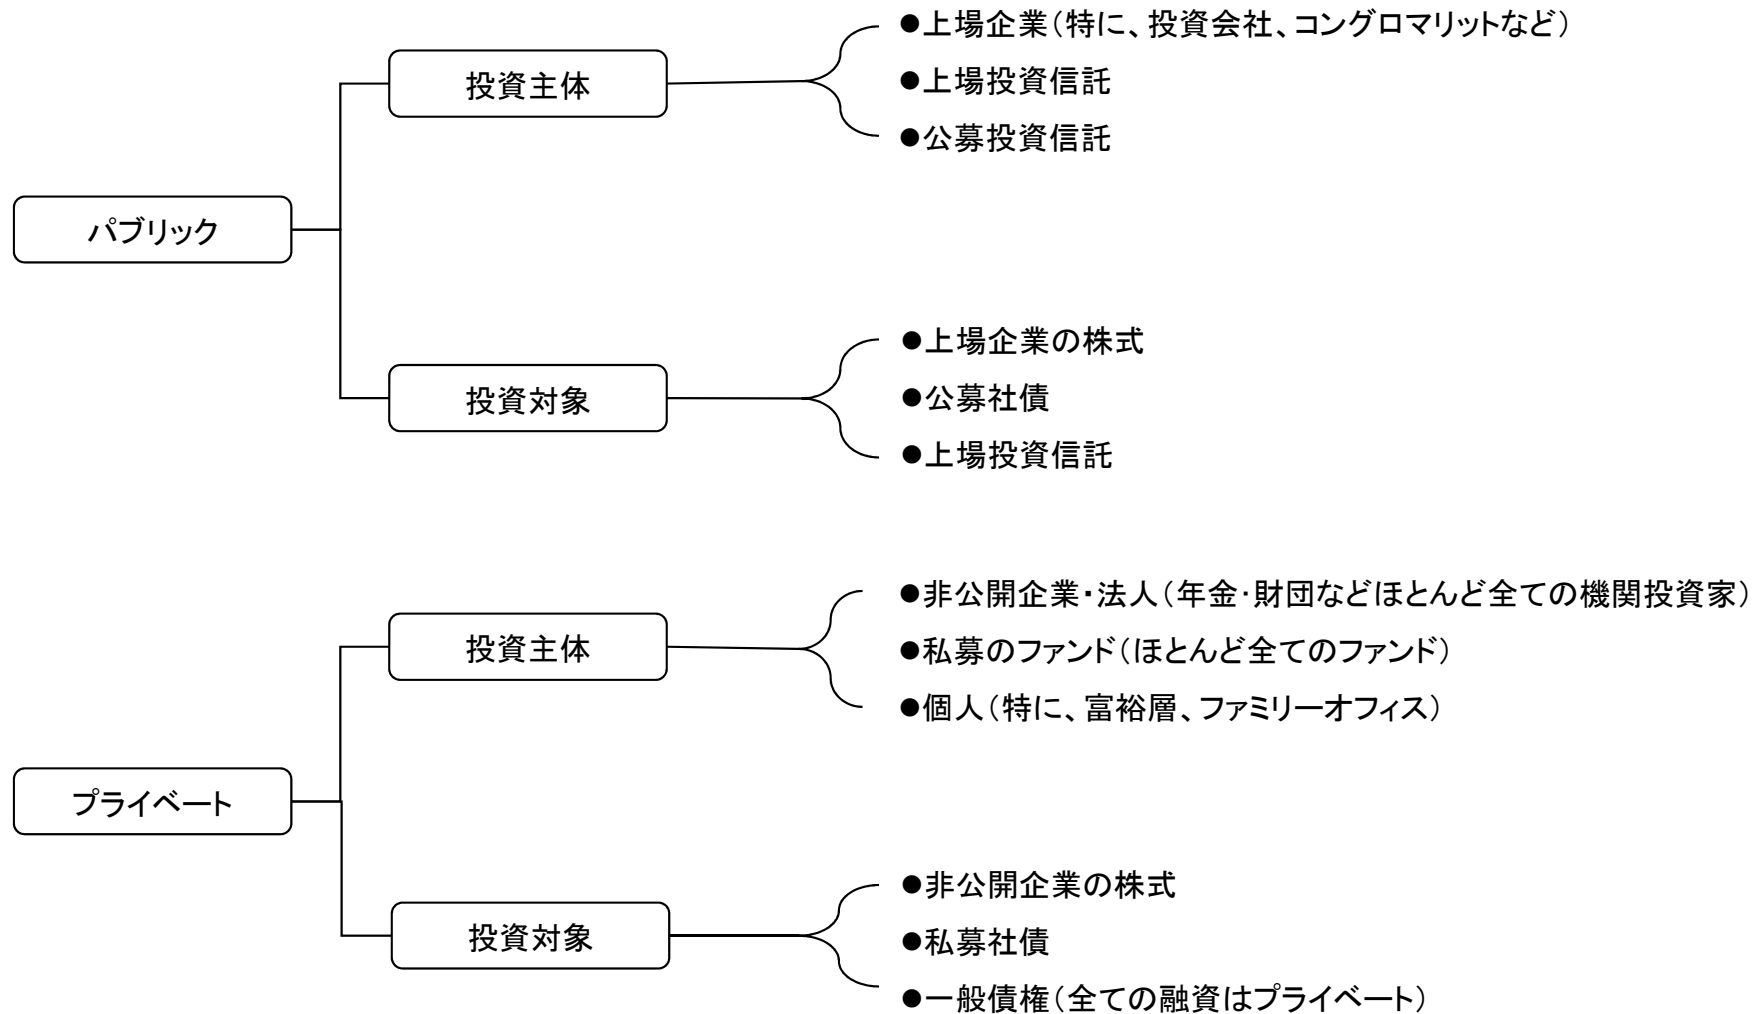 パブリック
投資主体
●上場企業（特に、投資会社、コングロマリットなど）
●上場投資信託
●公募投資信託
投資対象
●上場企業の株式
●公募社債
●上場投資信託
プライベート
投資主体
●非公開企業・法人（年金・財団などほとんど全ての機関投資家）
●私募のファンド（ほとんど全てのファンド）
●個人（特に、富裕層、ファミリーオフィス）
投資対象
●非公開企業の株式
●私募社債
●一般債権（全ての融資はプライベート）